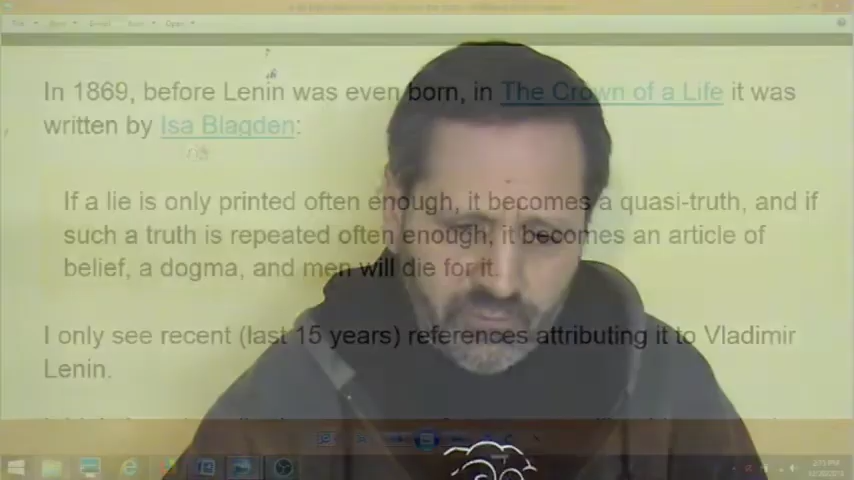 In 1869, before Lenin was even born, in The Crown of a Life it was
written by Isa Blagden:
If a lie is only printed often enough, it becomes a quasi-truth, and if
such a truth is repeated often enough, it becomes an article of
belief, a dogma, and men will die for it.
I only see recent (last 15 years) references attributing it to Vladimir
Lenin.